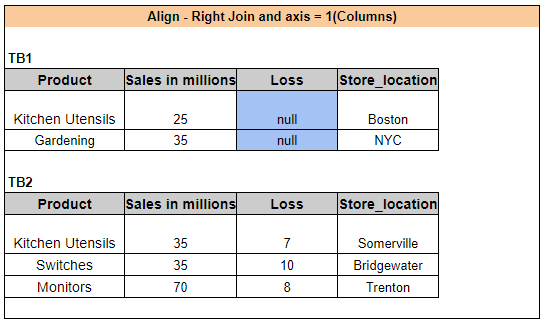 Align - Right Join and axis = 1(Columns)
TB1
Product Sales in millions Loss Store_location
Kitchen Utensils 25 null Boston
Gardening 35 null NYC
TB2
Product Sales in millions Loss Store_location
Kitchen Utensils 35 7 Somerville
Switches 35 10 Bridgewater
Monitors 70 8 Trenton